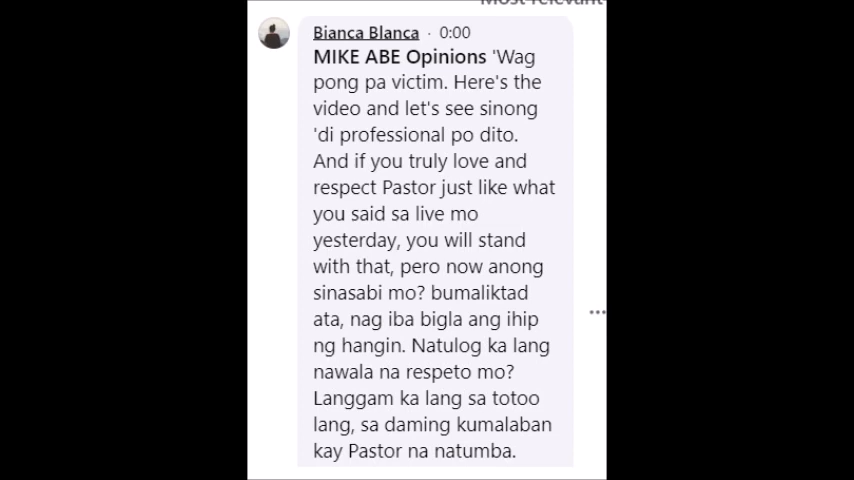 Most relevant
Bianca Blanca · 0:00
MIKE ABE Opinions 'Wag
pong pa victim. Here's the
video and let's see sinong
'di professional po dito.
And if you truly love and
respect Pastor just like what
you said sa live mo
yesterday, you will stand
with that, pero now anong
sinasabi mo? bumaliktad
ata, nag iba bigla ang ihip
ng hangin. Natulog ka lang
nawala na respeto mo?
Langgam ka lang sa totoo
lang, sa daming kumalaban
kay Pastor na natumba.